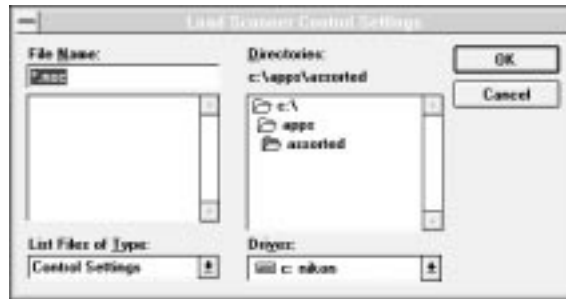 Load Scanner Control Settings
File Name:
Directories:
OK
c:\apps\assorted
Cancel
c:\
apps
assorted
List Files of Type:
Drives:
Control Settings
c: nikon